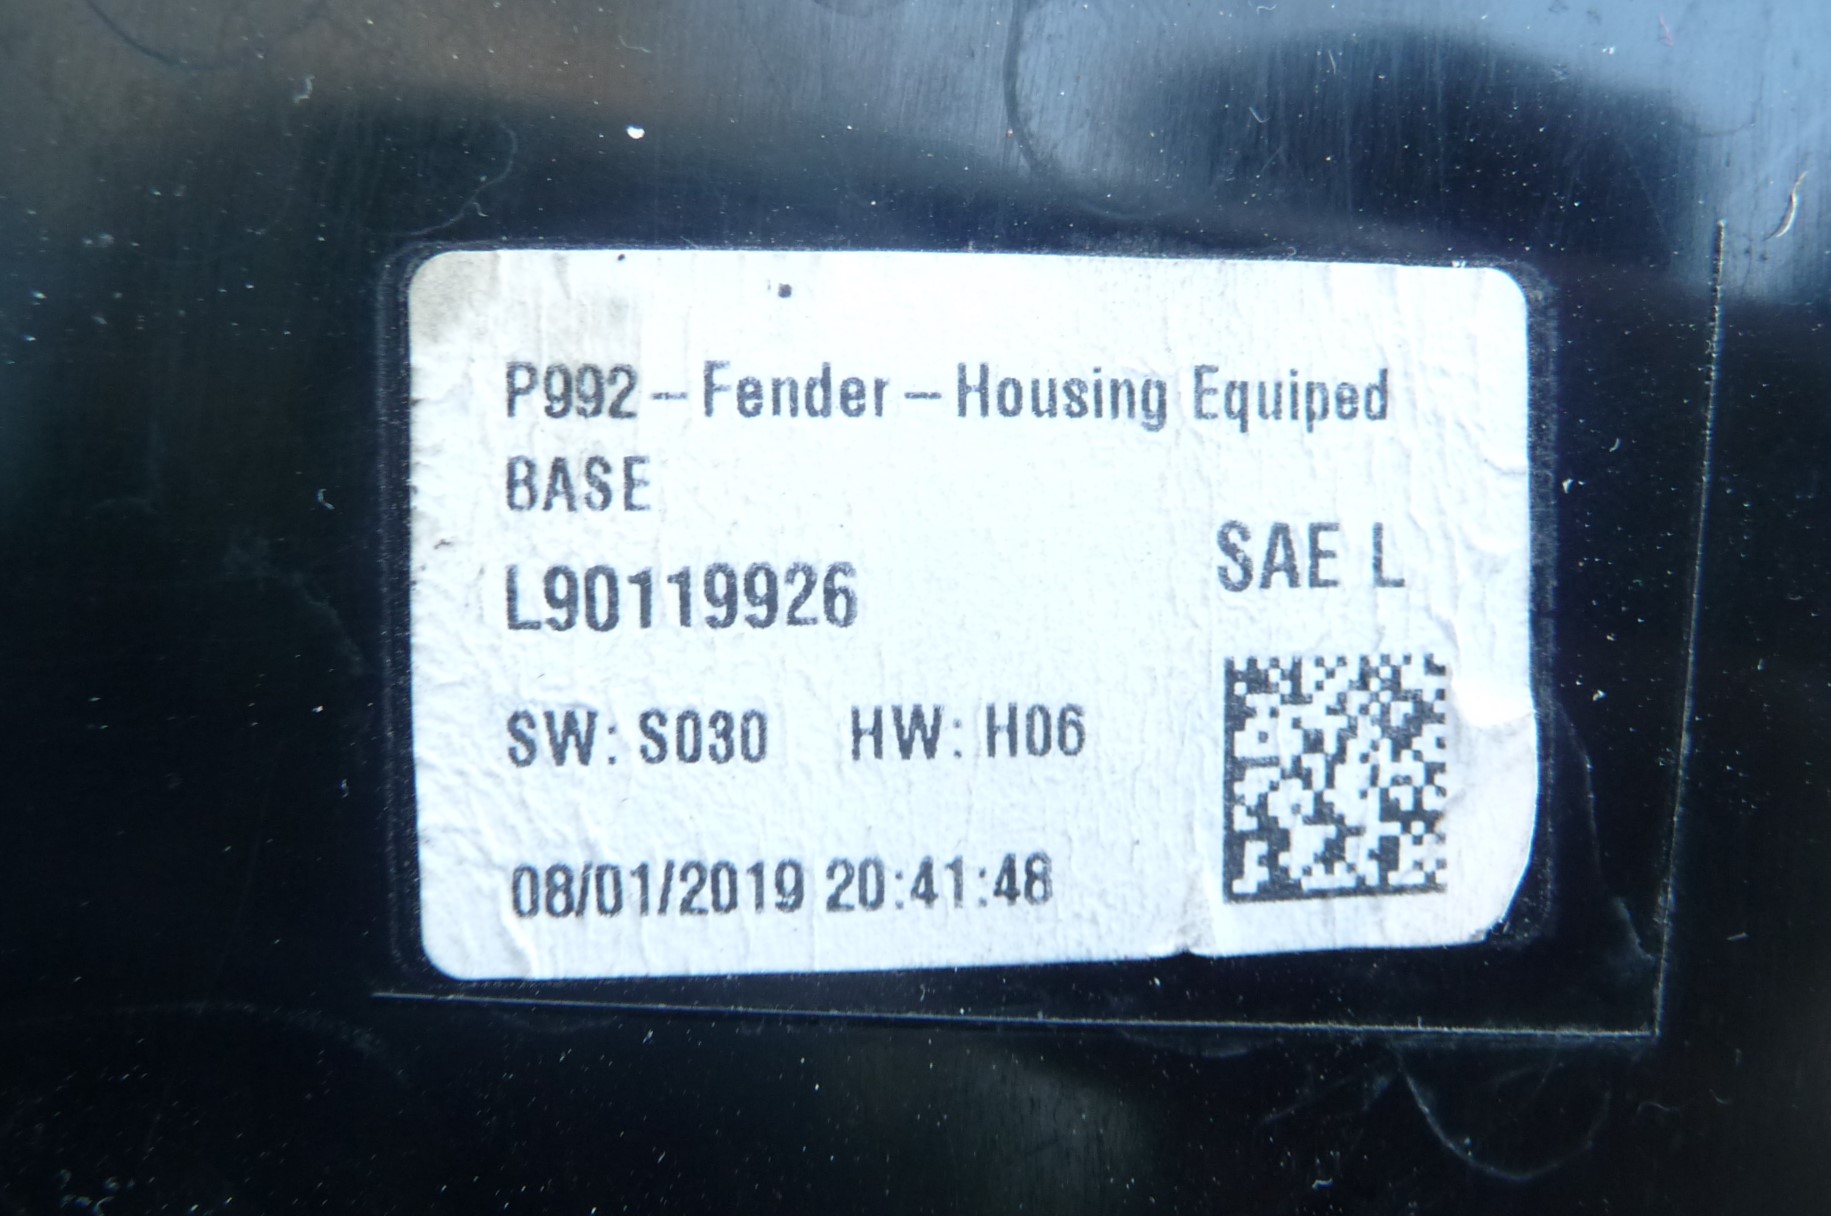 P992 – Fender – Housing Equiped
BASE
SAE L
L90119926
SW: S030 HW: H06
08/01/2019 20:41:48